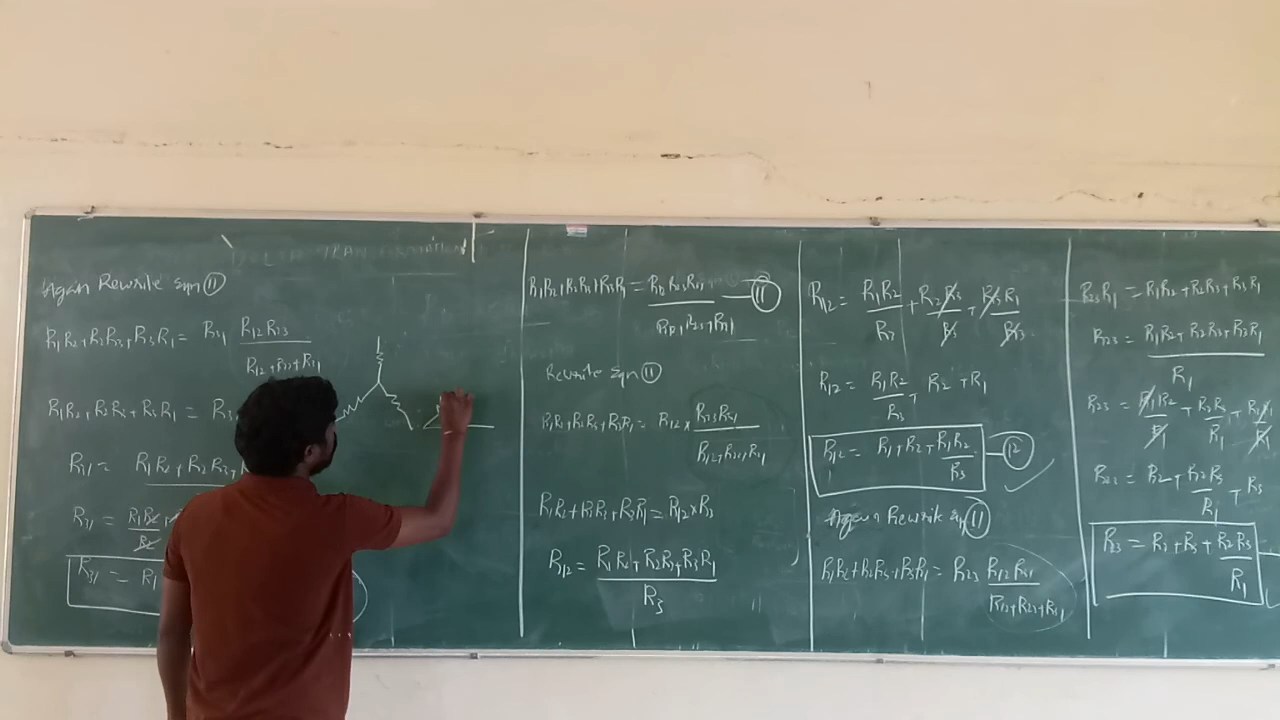 Again Rewrite Eqn ⑪
R₁R₂+R₂R₃+R₃R₁ = R₃₁ R₁₂R₂₃
R₁₂+R₂₃+R₃₁
R₁R₂+R₂R₃+R₃R₁ =
R₃₁ = R₁R₂+R₂R₃+
R₃₁ = R₁R₂
R₂
R₃₁ = R₁
R₁R₂+R₂R₃+R₃R₁ = R₁₂R₂₃R₃₁ — ⑪
R₁₂+R₂₃+R₃₁
Rewrite Eqn ⑪
R₁R₂+R₂R₃+R₃R₁ = R₁₂ × R₂₃R₃₁
R₁₂+R₂₃+R₃₁
R₁R₂+R₂R₃+R₃R₁ = R₁₂×R₃
R₁₂ = R₁R₂+R₂R₃+R₃R₁
R₃
R₁₂ = R₁R₂ + R₂R₃ + R₃R₁
R₃ R₃ R₃
R₁₂ = R₁R₂ + R₂ + R₁
R₃
R₁₂ = R₁+R₂+R₁R₂ — ⑫
R₃
Again Rewrite Eqn ⑪
R₁R₂+R₂R₃+R₃R₁ = R₂₃ R₁₂R₃₁
R₁₂+R₂₃+R₃₁
R₂₃R₁ = R₁R₂+R₂R₃+R₃R₁
R₂₃ = R₁R₂+R₂R₃+R₃R₁
R₁
R₂₃ = R₁R₂ + R₂R₃ + R₃R₁
R₁ R₁ R₁
R₂₃ = R₂ + R₂R₃ + R₃
R₁
R₂₃ = R₂+R₃+R₂R₃
R₁